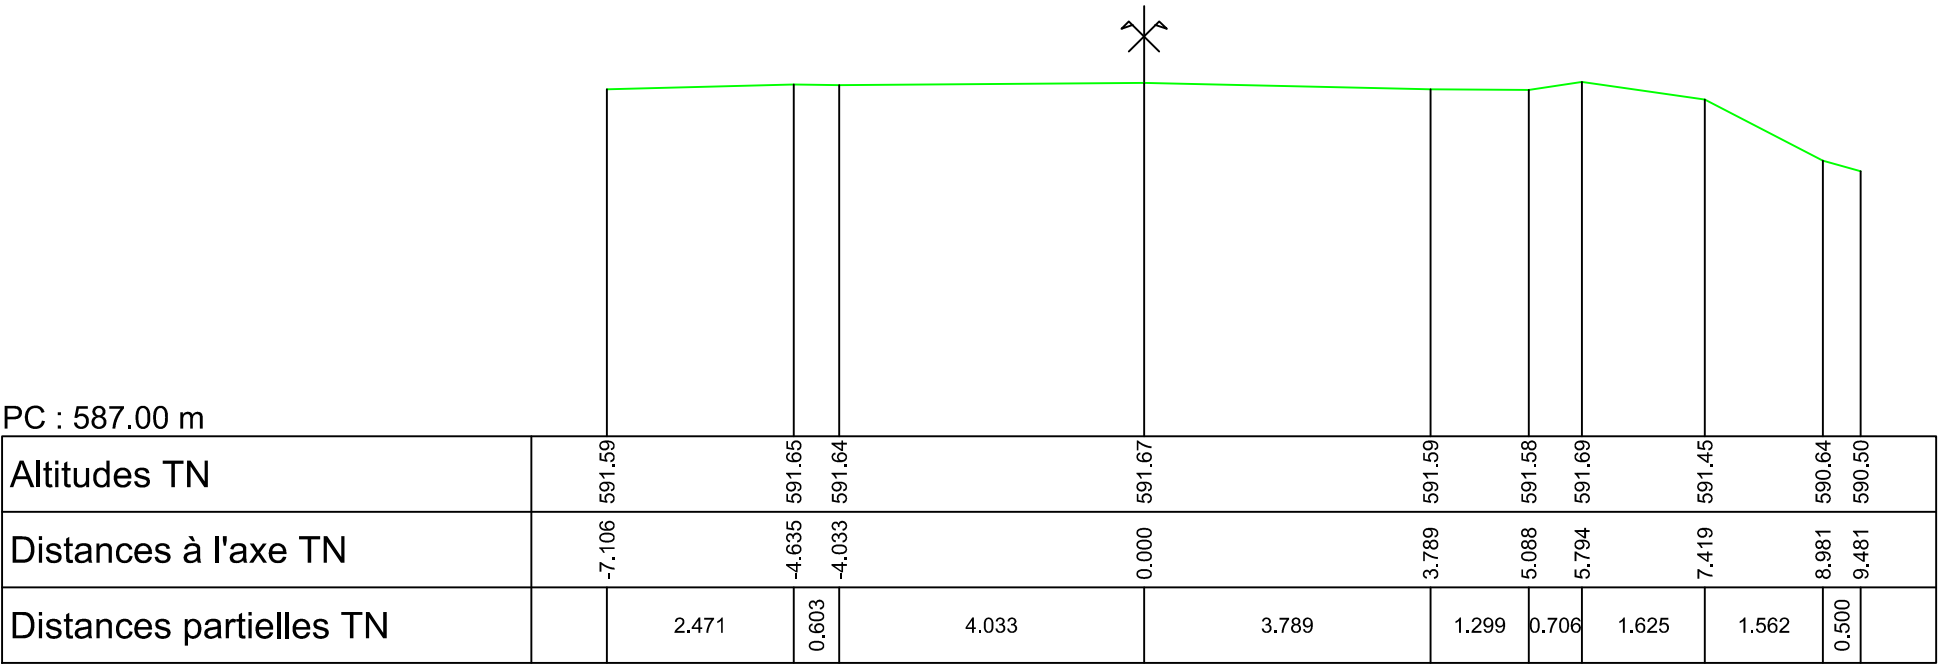 PC : 587.00 m
Altitudes TN 591.59 591.65 591.64 591.67 591.59 591.58 591.69 591.45 590.64 590.50
Distances à l'axe TN -7.106 -4.635 -4.033 0.000 3.789 5.088 5.794 7.419 8.981 9.481
Distances partielles TN 2.471 0.603 4.033 3.789 1.299 0.706 1.625 1.562 0.500